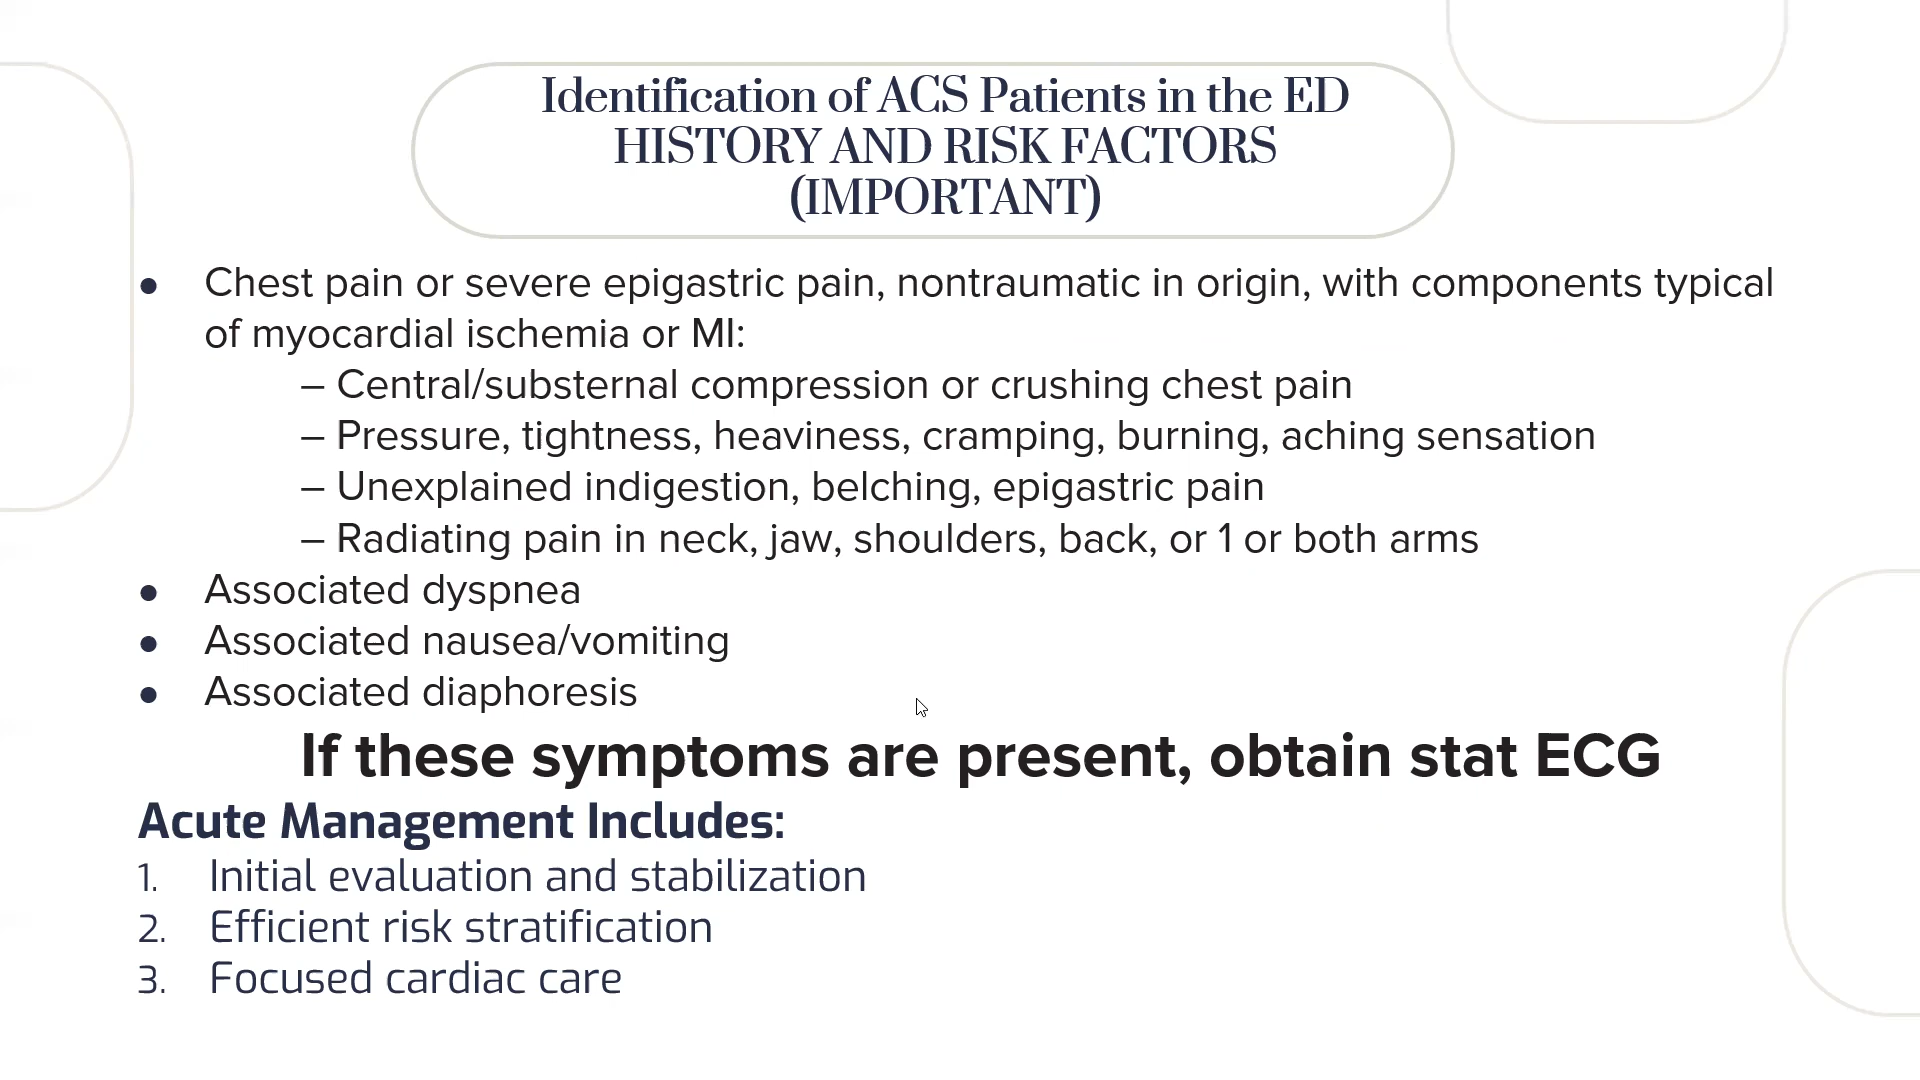 Identification of ACS Patients in the ED
HISTORY AND RISK FACTORS
(IMPORTANT)
● Chest pain or severe epigastric pain, nontraumatic in origin, with components typical
of myocardial ischemia or MI:
– Central/substernal compression or crushing chest pain
– Pressure, tightness, heaviness, cramping, burning, aching sensation
– Unexplained indigestion, belching, epigastric pain
– Radiating pain in neck, jaw, shoulders, back, or 1 or both arms
● Associated dyspnea
● Associated nausea/vomiting
● Associated diaphoresis
If these symptoms are present, obtain stat ECG
Acute Management Includes:
1. Initial evaluation and stabilization
2. Efficient risk stratification
3. Focused cardiac care